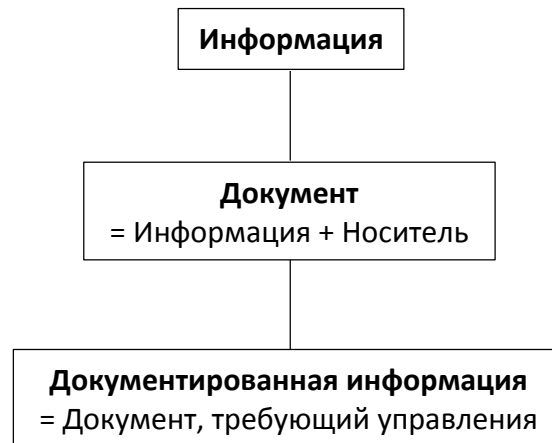 Информация
Документ
= Информация + Носитель
Документированная информация
= Документ, требующий управления